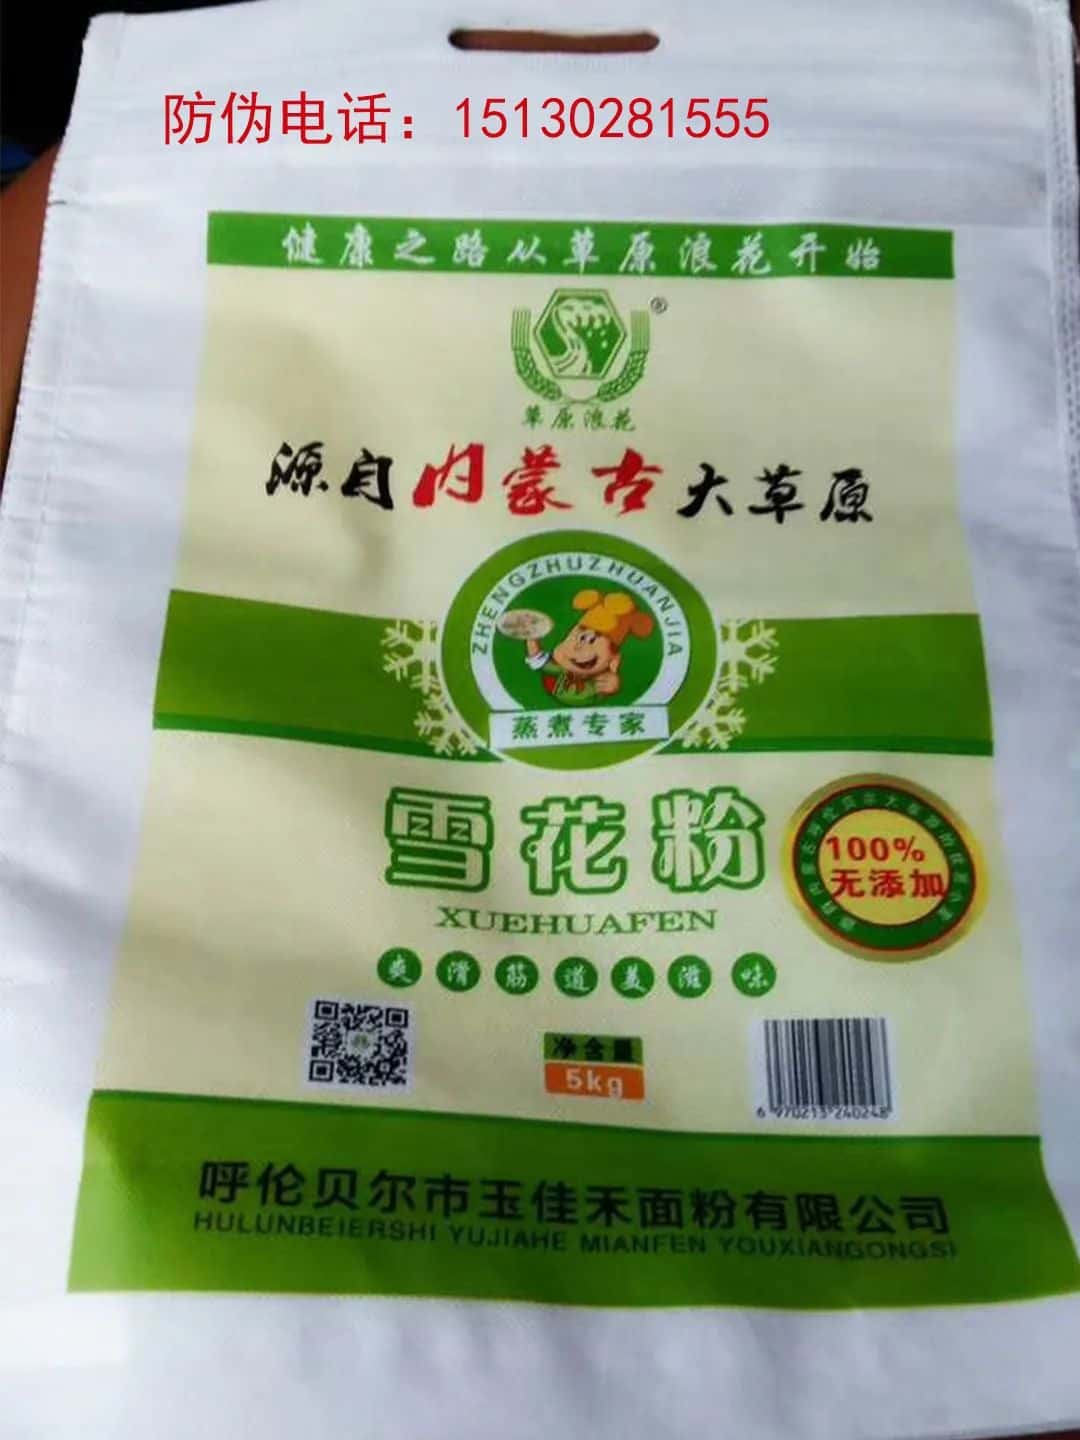 防伪电话：15130281555
健康之路从草原浪花开始
®
草原浪花
源自内蒙古大草原
ZHENGZHUZHUANJIA
蒸煮专家
雪花粉
100%
无添加
XUEHUAFEN
爽滑筋道美滋味
净含量
5kg
6 970213 240248
呼伦贝尔市玉佳禾面粉有限公司
HULUNBEIERSHI YUJIAHE MIANFEN YOUXIANGONGSI